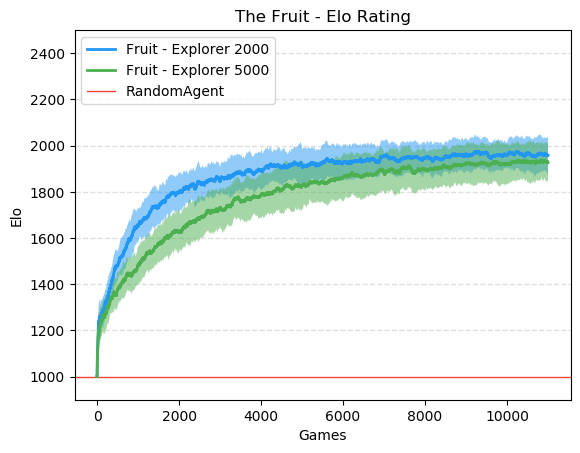 The Fruit - Elo Rating
Fruit - Explorer 2000
Fruit - Explorer 5000
RandomAgent
2400
2200
2000
1800
1600
1400
1200
1000
Elo
0 2000 4000 6000 8000 10000
Games